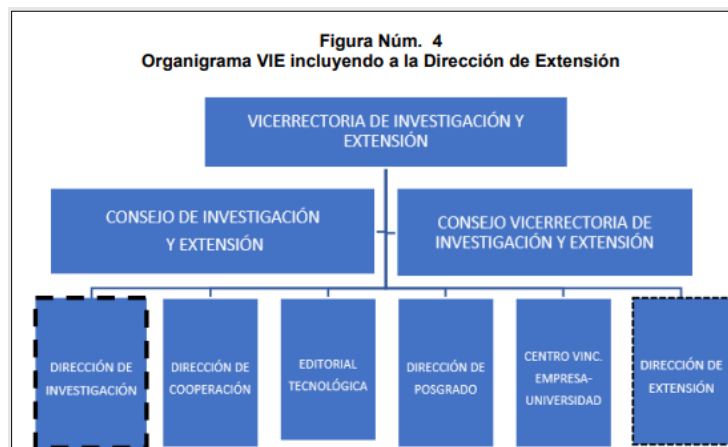 Figura Núm. 4
Organigrama VIE incluyendo a la Dirección de Extensión
VICERRECTORIA DE INVESTIGACIÓN Y
EXTENSIÓN
CONSEJO DE INVESTIGACIÓN
Y EXTENSIÓN
CONSEJO VICERRECTORIA DE
INVESTIGACIÓN Y EXTENSIÓN
DIRECCIÓN DE
INVESTIGACIÓN
DIRECCIÓN DE
COOPERACIÓN
EDITORIAL
TECNOLÓGICA
DIRECCIÓN DE
POSGRADO
CENTRO VINC.
EMPRESA-
UNIVERSIDAD
DIRECCIÓN DE
EXTENSIÓN